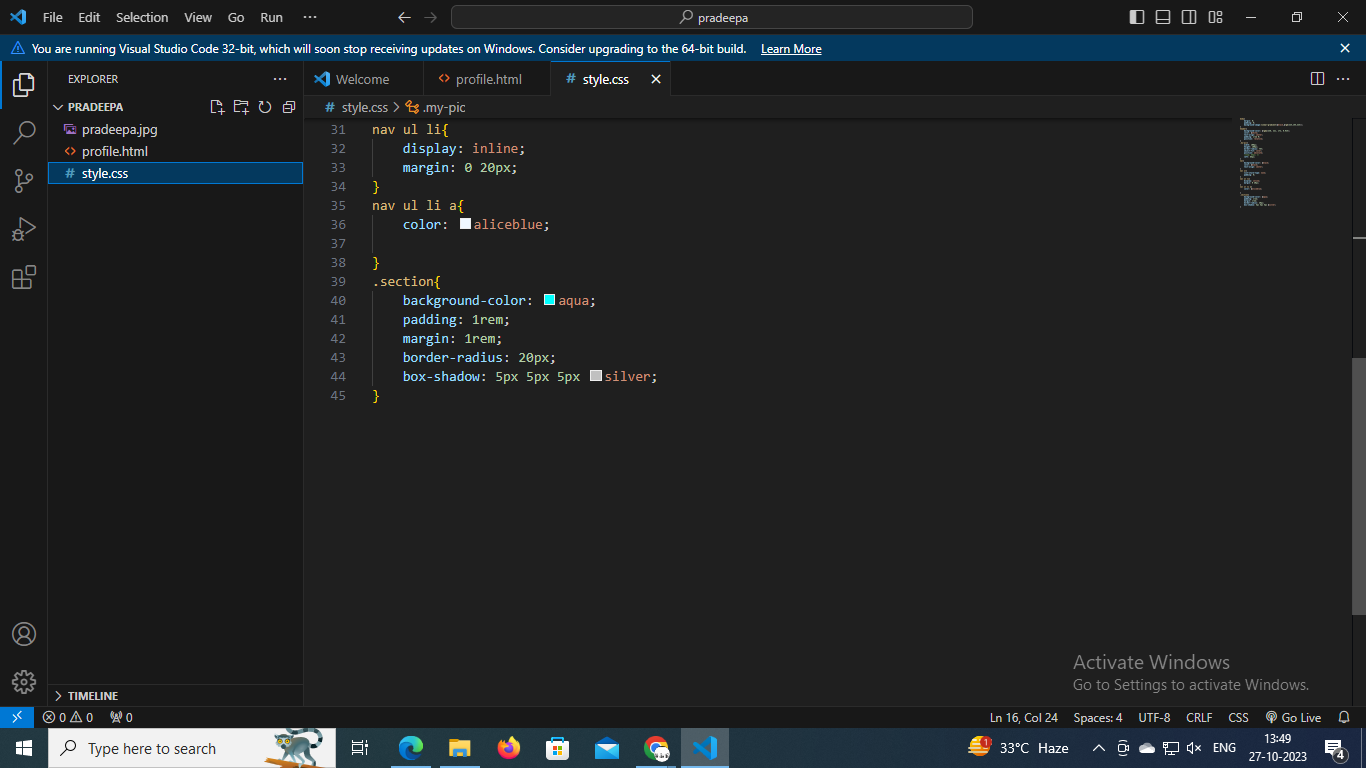 File Edit Selection View Go Run ··· pradeepa
You are running Visual Studio Code 32-bit, which will soon stop receiving updates on Windows. Consider upgrading to the 64-bit build. Learn More
EXPLORER ···
PRADEEPA
pradeepa.jpg
profile.html
style.css
TIMELINE
Welcome profile.html # style.css
# style.css > .my-pic
31 nav ul li{
32     display: inline;
33     margin: 0 20px;
34 }
35 nav ul li a{
36     color: aliceblue;
37
38 }
39 .section{
40     background-color: aqua;
41     padding: 1rem;
42     margin: 1rem;
43     border-radius: 20px;
44     box-shadow: 5px 5px 5px silver;
45 }
Activate Windows
Go to Settings to activate Windows.
0 0 0 Ln 16, Col 24 Spaces: 4 UTF-8 CRLF CSS Go Live
Type here to search 1 33°C Haze ENG 13:49
27-10-2023 4